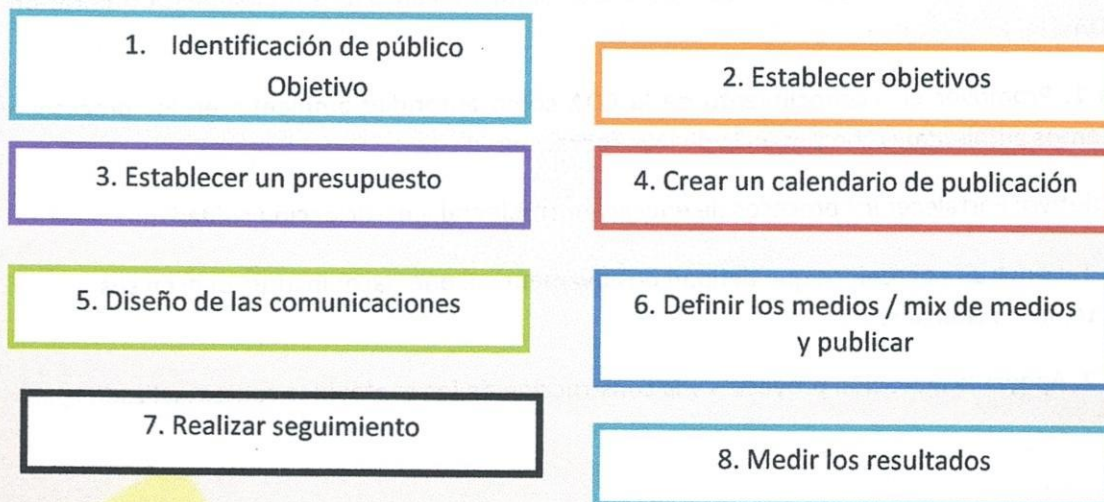 1. Identificación de público
Objetivo
2. Establecer objetivos
3. Establecer un presupuesto
4. Crear un calendario de publicación
5. Diseño de las comunicaciones
6. Definir los medios / mix de medios
y publicar
7. Realizar seguimiento
8. Medir los resultados